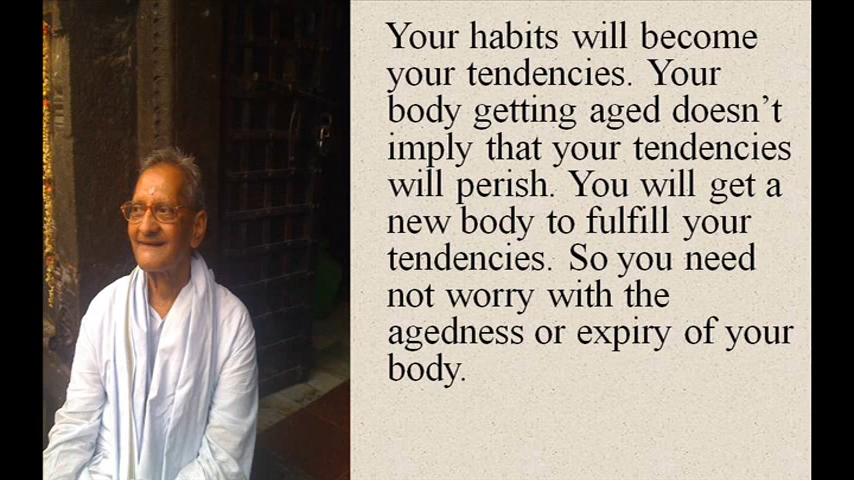 Your habits will become
your tendencies. Your
body getting aged doesn’t
imply that your tendencies
will perish. You will get a
new body to fulfill your
tendencies. So you need
not worry with the
agedness or expiry of your
body.